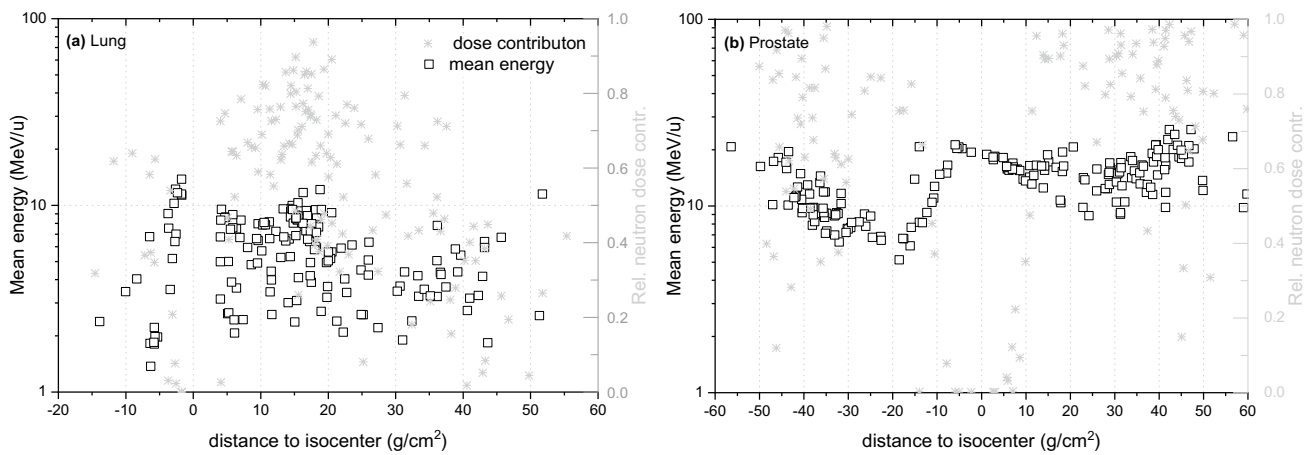 (a) Lung
dose contributon
mean energy
Mean energy (MeV/u)
100
10
1
Rel. neutron dose contr.
1.0
0.8
0.6
0.4
0.2
0.0
-20 -10 0 10 20 30 40 50 60
distance to isocenter (g/cm²)
(b) Prostate
Mean energy (MeV/u)
100
10
1
Rel. neutron dose contr.
1.0
0.8
0.6
0.4
0.2
0.0
-60 -50 -40 -30 -20 -10 0 10 20 30 40 50 60
distance to isocenter (g/cm²)